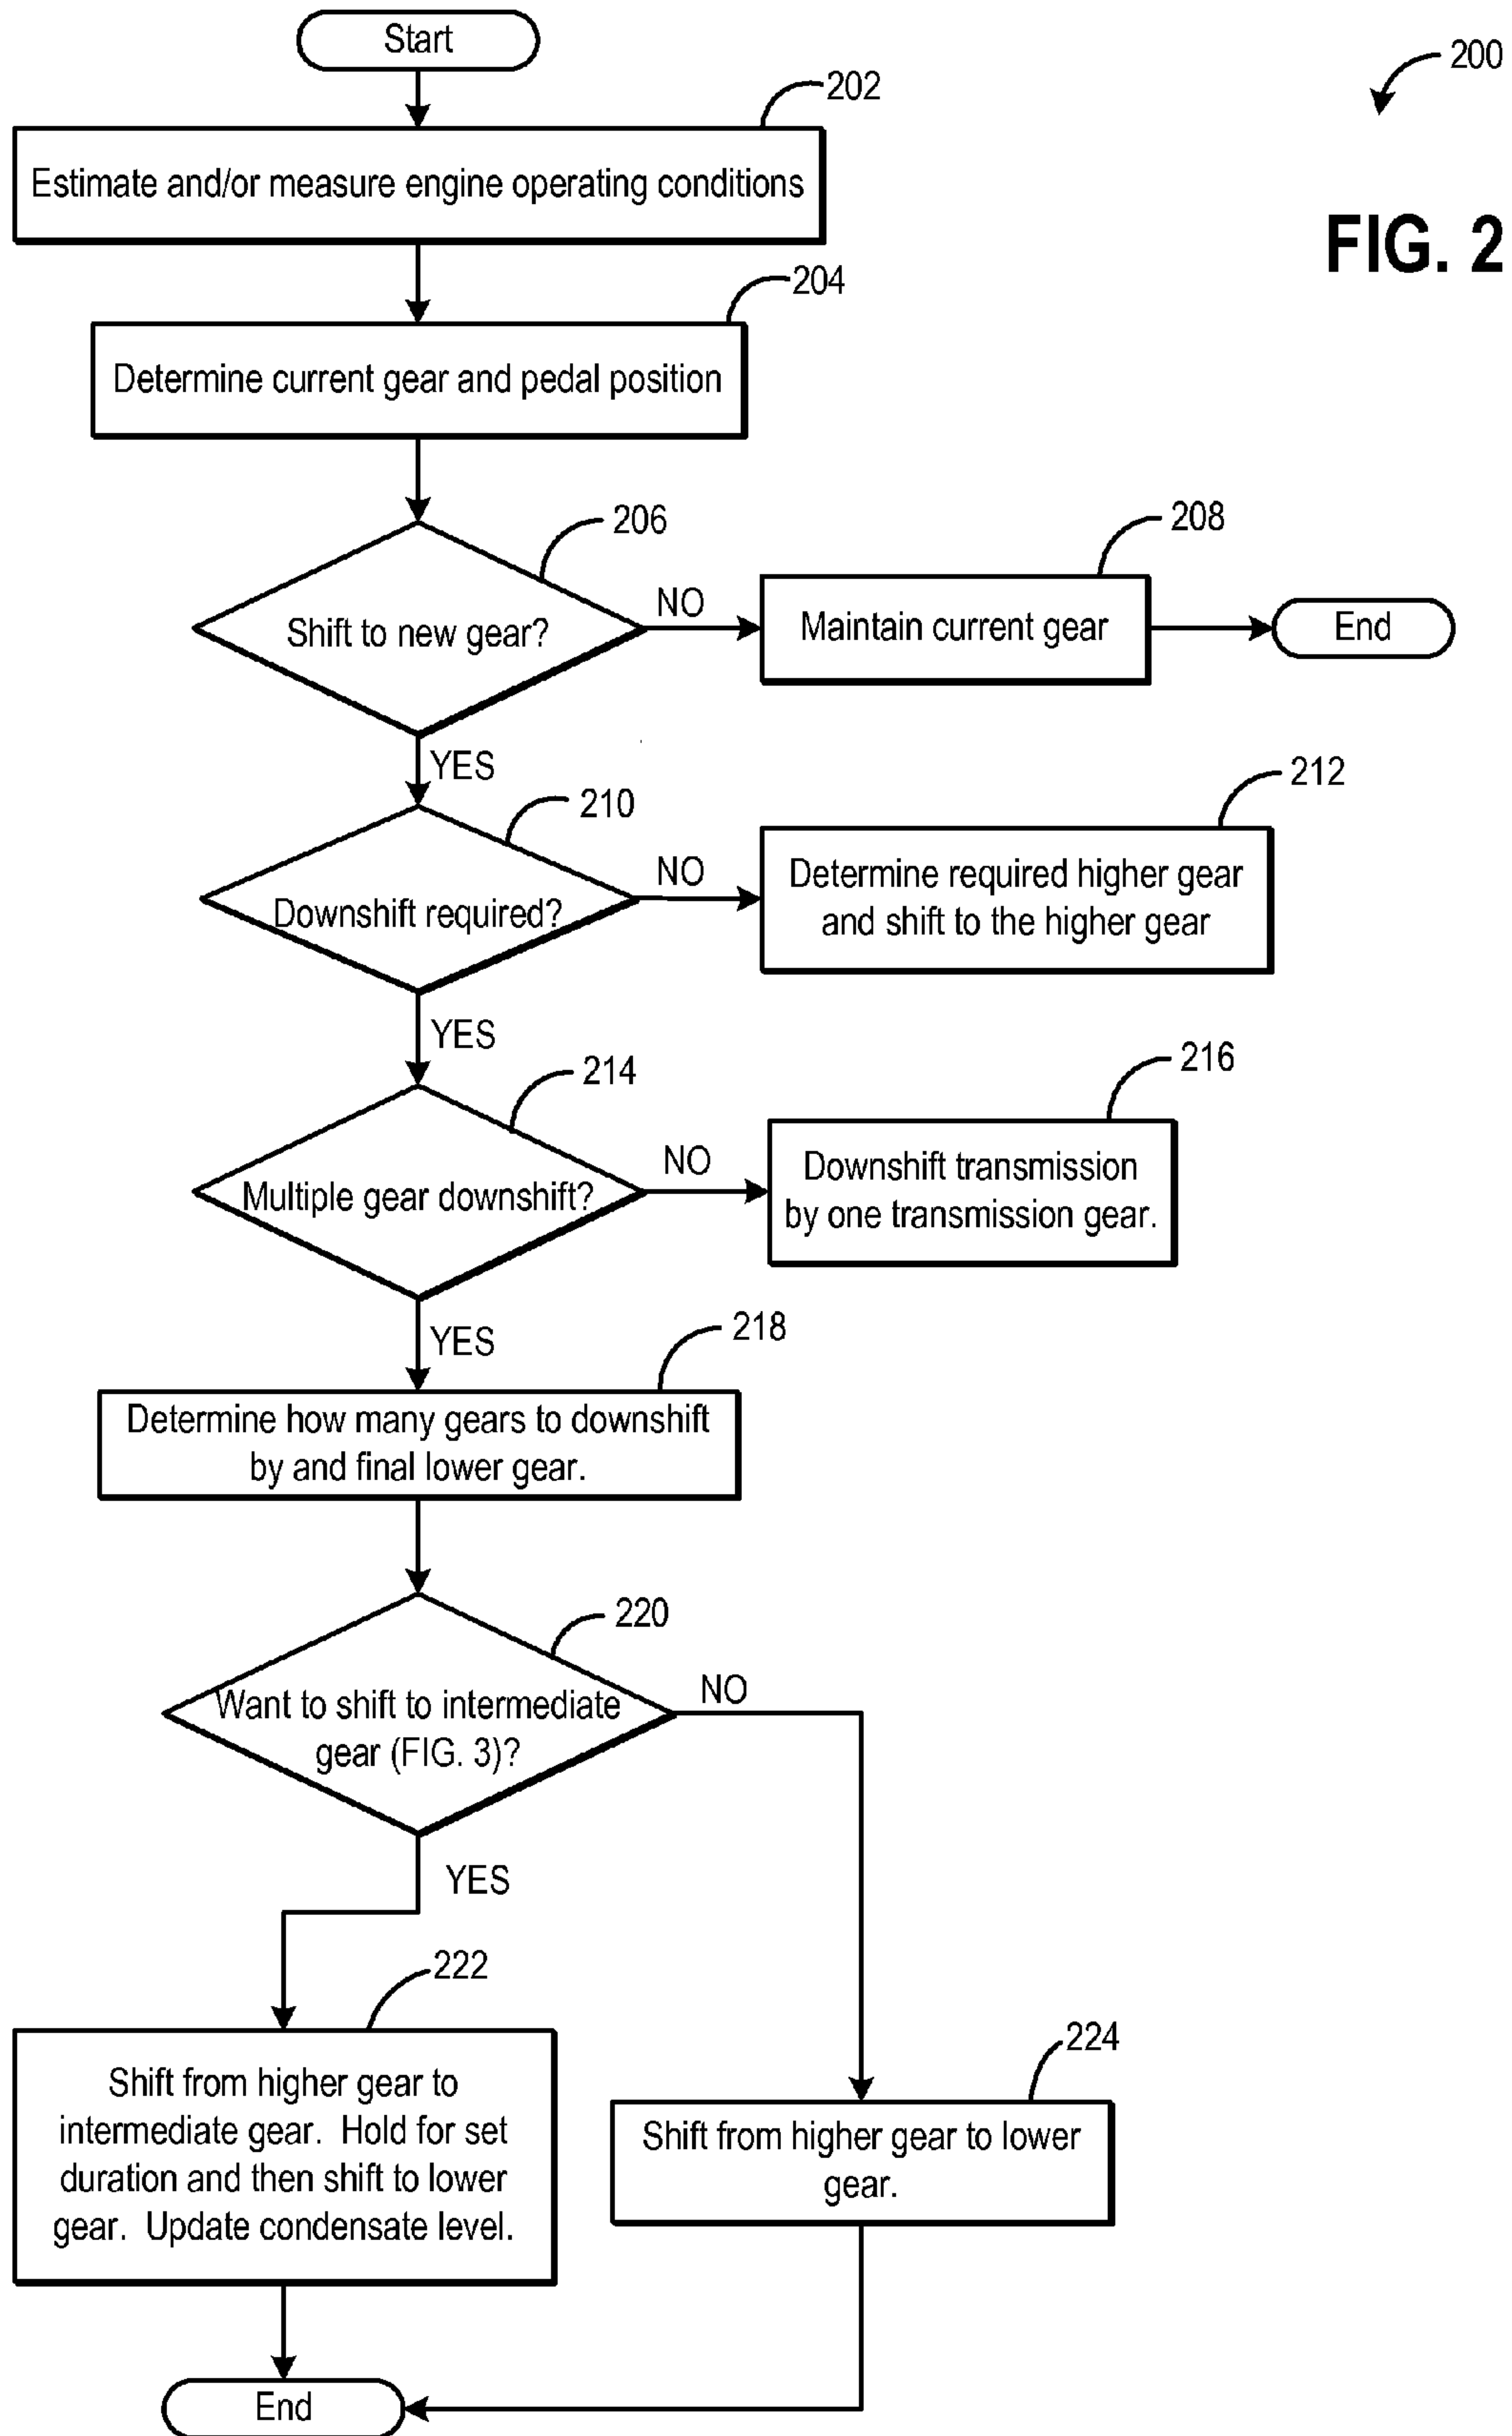 Start
200
202
Estimate and/or measure engine operating conditions
FIG. 2
204
Determine current gear and pedal position
206
208
Shift to new gear?
NO
Maintain current gear
End
YES
210
212
Downshift required?
NO
Determine required higher gear
and shift to the higher gear
YES
214
216
Multiple gear downshift?
NO
Downshift transmission
by one transmission gear.
YES
218
Determine how many gears to downshift
by and final lower gear.
220
Want to shift to intermediate
gear (FIG. 3)?
NO
YES
222
Shift from higher gear to
intermediate gear. Hold for set
duration and then shift to lower
gear. Update condensate level.
224
Shift from higher gear to lower
gear.
End